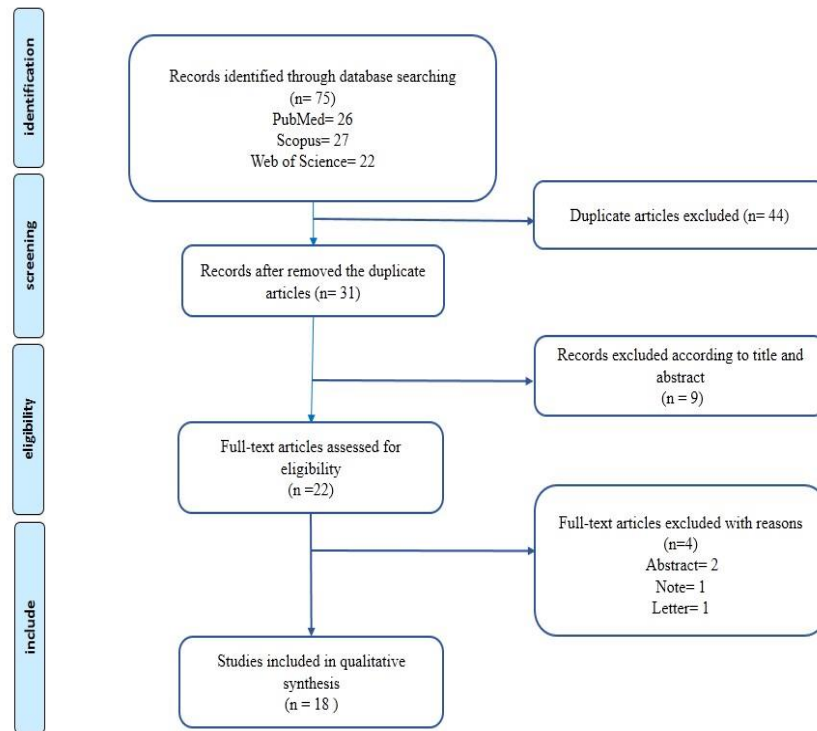 identification
Records identified through database searching
(n= 75)
PubMed= 26
Scopus= 27
Web of Science= 22
screening
Duplicate articles excluded (n= 44)
Records after removed the duplicate
articles (n= 31)
Records excluded according to title and
abstract
(n = 9)
eligibility
Full-text articles assessed for
eligibility
(n =22)
Full-text articles excluded with reasons
(n=4)
Abstract= 2
Note= 1
Letter= 1
include
Studies included in qualitative
synthesis
(n = 18 )